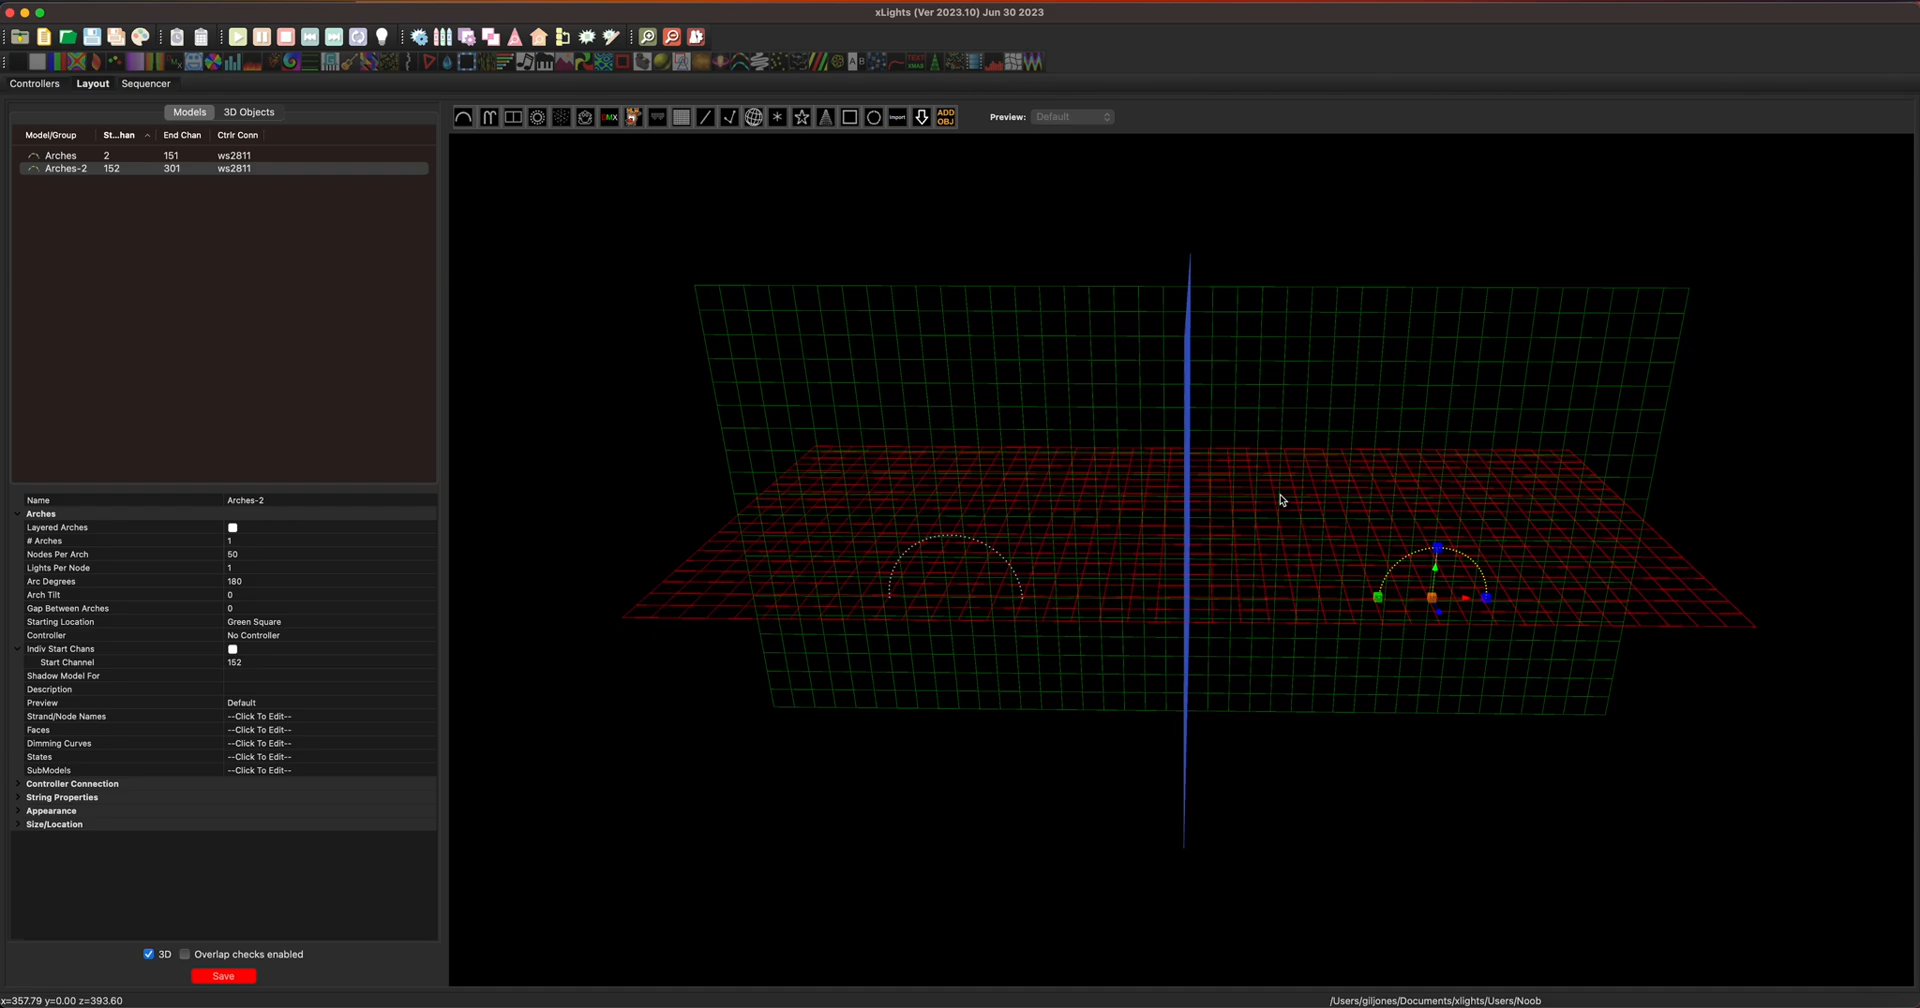 xLights (Ver 2023.10) Jun 30 2023
Controllers Layout Sequencer
Models 3D Objects
DMX import ADD OBJ Preview: Default
Model/Group St...han End Chan Ctrlr Conn
Arches 2 151 ws2811
Arches-2 152 301 ws2811
Name Arches-2
Arches
Layered Arches
# Arches 1
Nodes Per Arch 50
Lights Per Node 1
Arc Degrees 180
Arch Tilt 0
Gap Between Arches 0
Starting Location Green Square
Controller No Controller
Indiv Start Chans
Start Channel 152
Shadow Model For
Description
Preview Default
Strand/Node Names --Click To Edit--
Faces --Click To Edit--
Dimming Curves --Click To Edit--
States --Click To Edit--
SubModels --Click To Edit--
Controller Connection
String Properties
Appearance
Size/Location
3D Overlap checks enabled
Save
x=357.79 y=0.00 z=393.60 /Users/giljones/Documents/xlights/Users/Noob